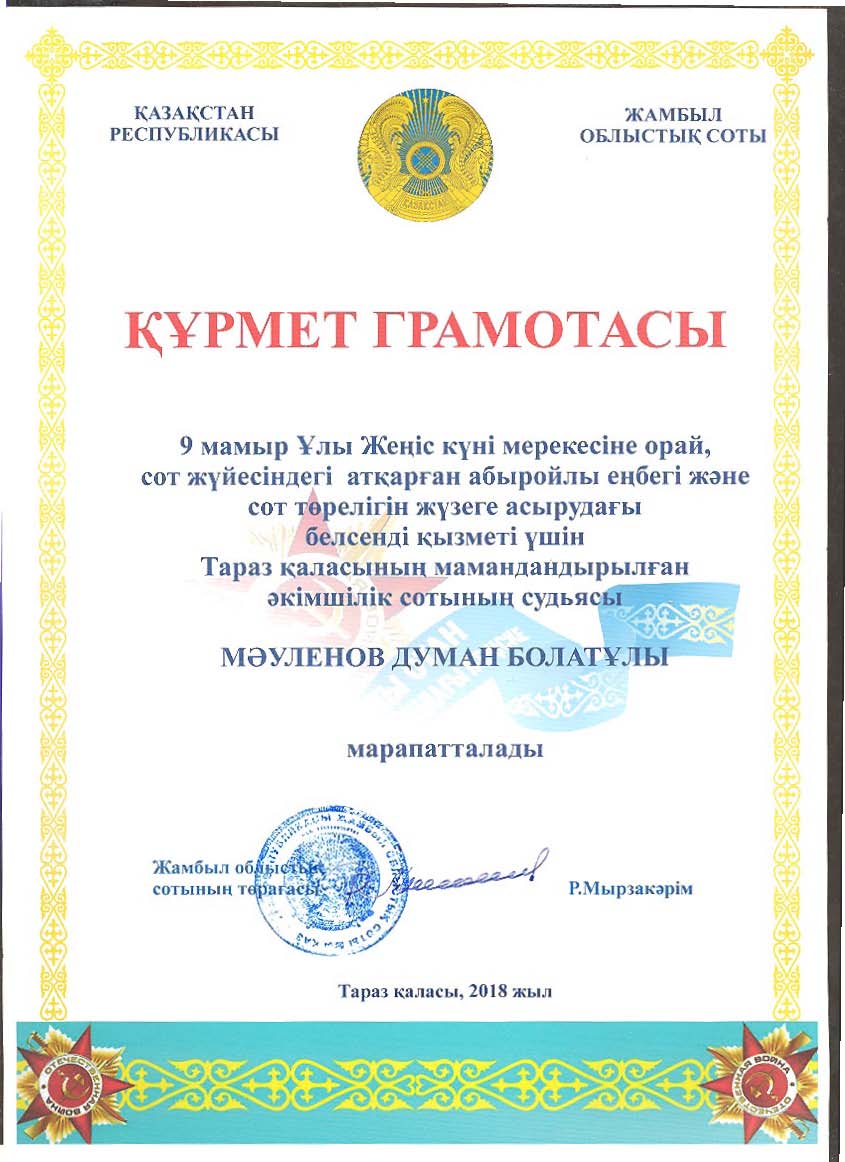 ҚАЗАҚСТАН
РЕСПУБЛИКАСЫ
ЖАМБЫЛ
ОБЛЫСТЫҚ СОТЫ
ҚАЗАҚСТАН
ҚҰРМЕТ ГРАМОТАСЫ
9 мамыр Ұлы Жеңіс күні мерекесіне орай,
сот жүйесіндегі атқарған абыройлы еңбегі және
сот төрелігін жүзеге асырудағы
белсенді қызметі үшін
Тараз қаласының мамандандырылған
әкімшілік сотының судьясы
МӘУЛЕНОВ ДУМАН БОЛАТҰЛЫ
марапатталады
Жамбыл облыстық
сотының төрағасы
Р.Мырзакәрім
Тараз қаласы, 2018 жыл
ОТЕЧЕСТВЕННАЯ ВОЙНА
ОТЕЧЕСТВЕННАЯ ВОЙНА